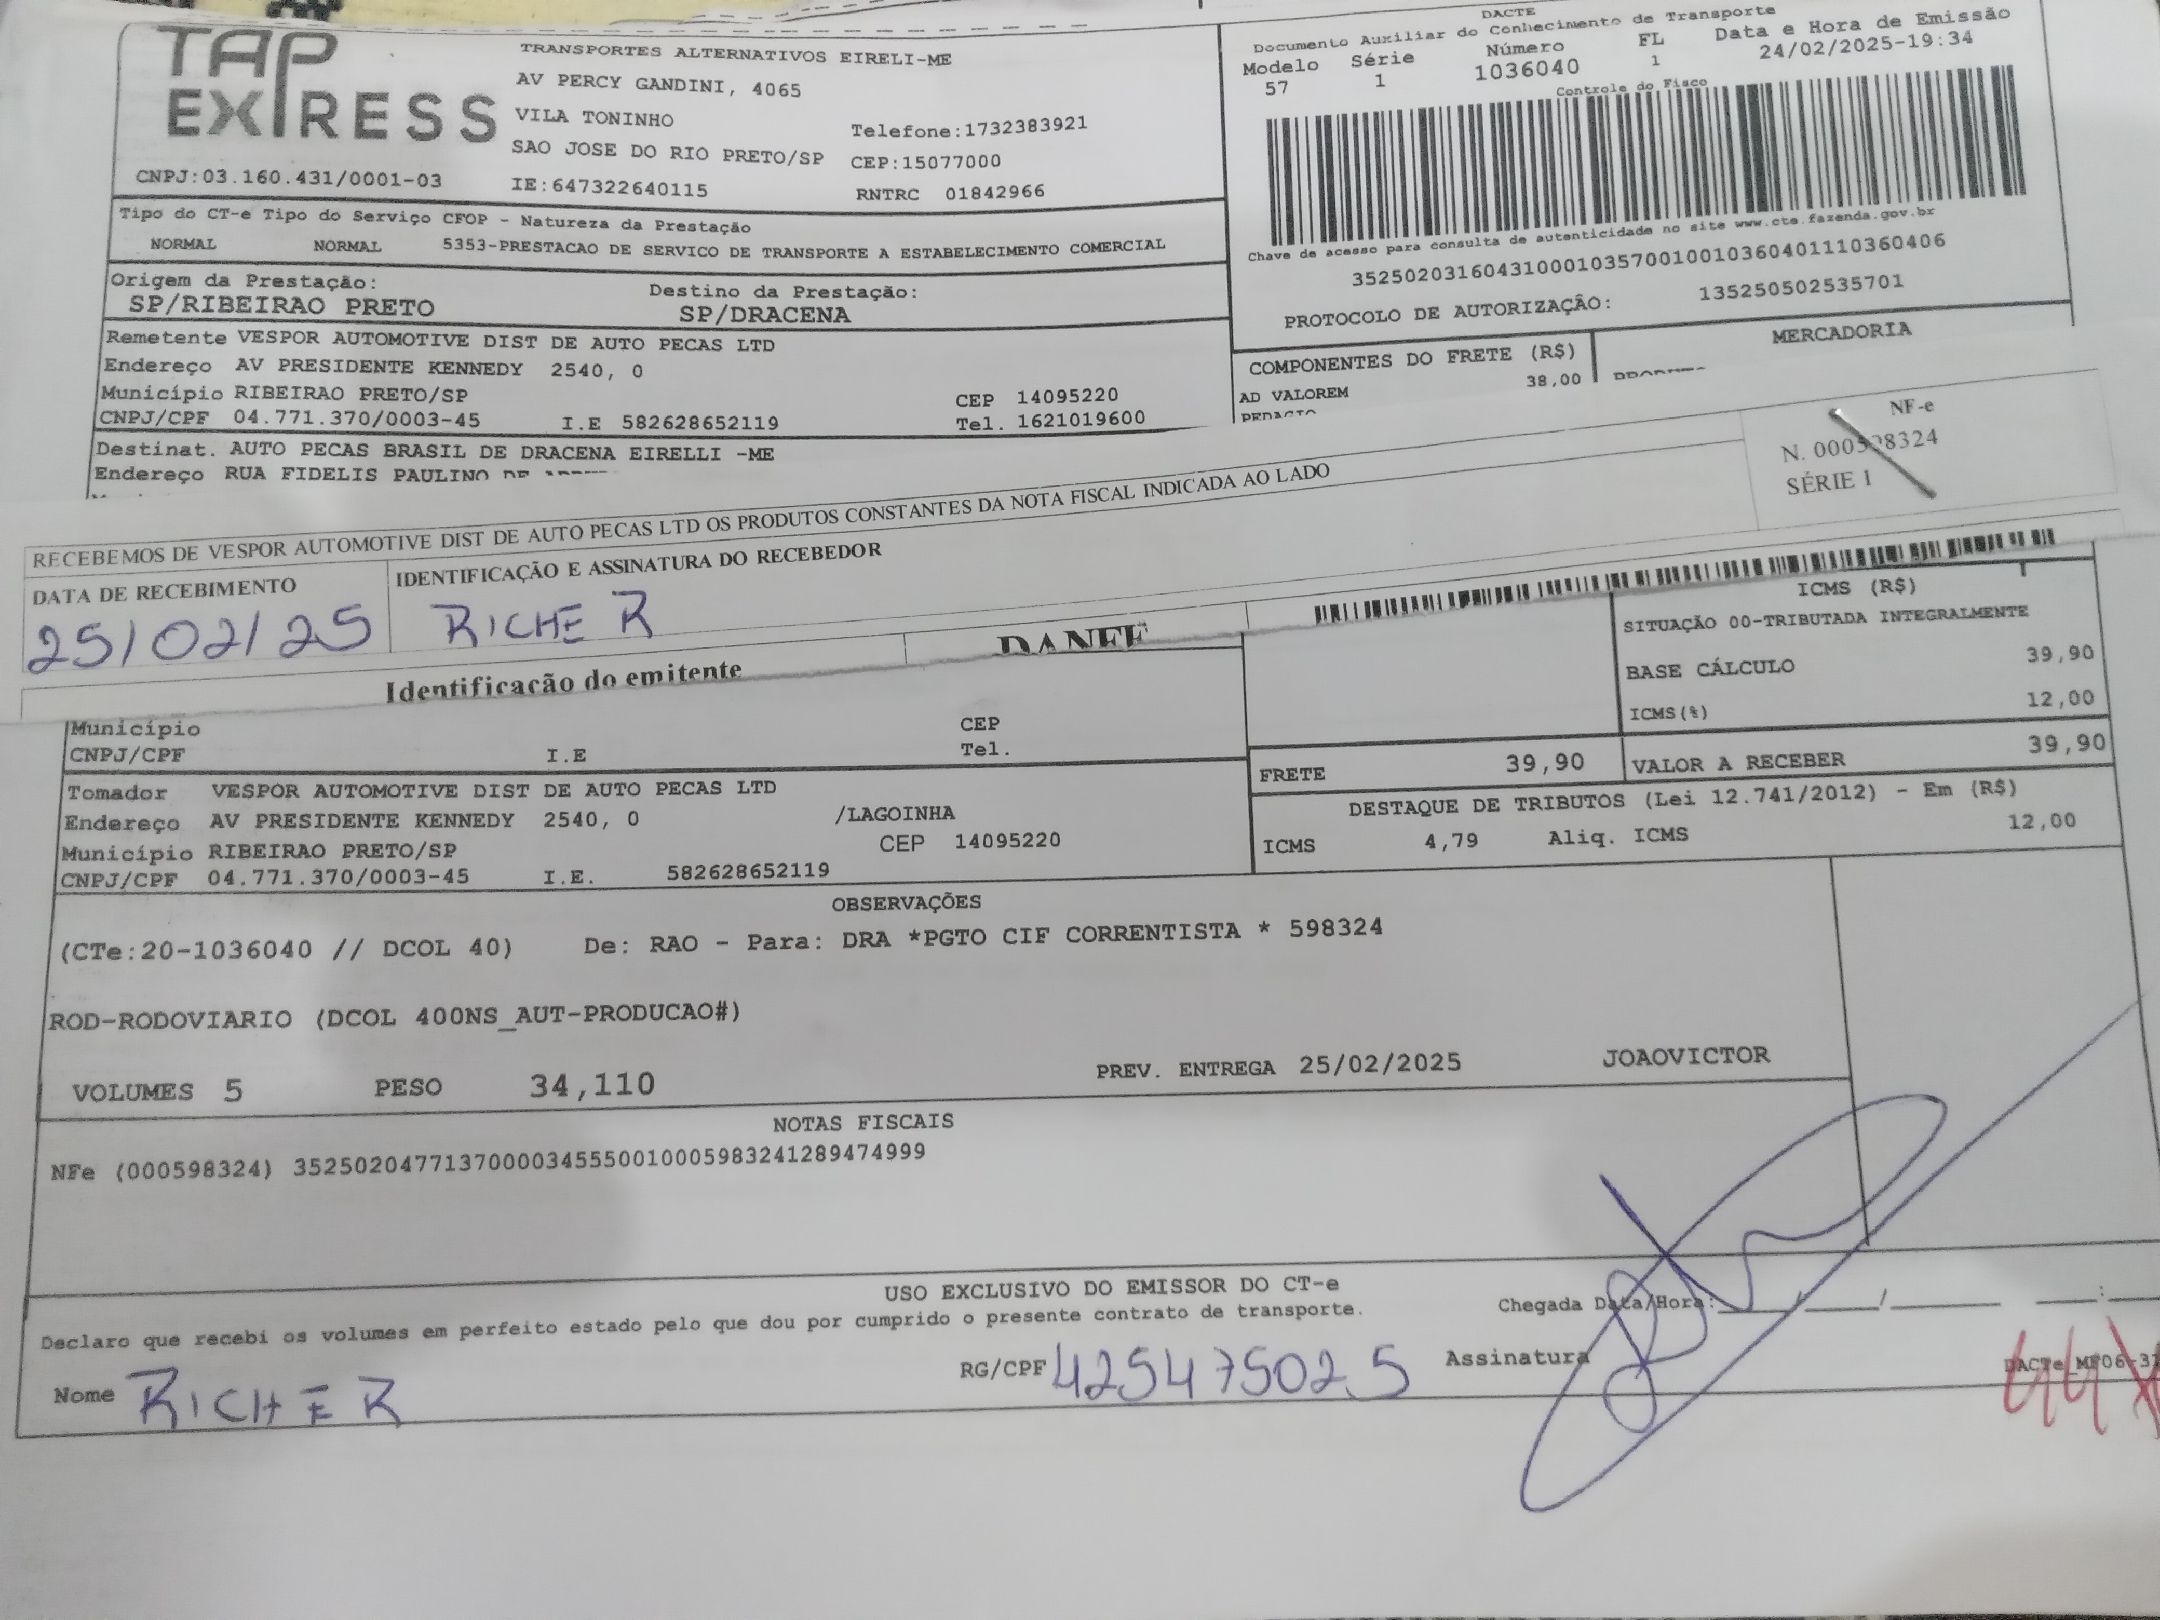 TAP EXPRESS
TRANSPORTES ALTERNATIVOS EIRELI-ME
AV PERCY GANDINI, 4065
VILA TONINHO
Telefone:1732383921
SAO JOSE DO RIO PRETO/SP CEP:15077000
CNPJ:03.160.431/0001-03 IE:647322640115 RNTRC 01842966
DACTE
Documento Auxiliar do Conhecimento de Transporte
Modelo Série Número FL Data e Hora de Emissão
57 1 1036040 1 24/02/2025-19:34
Controle do Fisco
Chave de acesso para consulta de autenticidade no site www.cte.fazenda.gov.br
35250203160431000103570010010360401110360406
PROTOCOLO DE AUTORIZAÇÃO: 135250502535701
Tipo do CT-e Tipo do Serviço CFOP - Natureza da Prestação
NORMAL NORMAL 5353-PRESTACAO DE SERVICO DE TRANSPORTE A ESTABELECIMENTO COMERCIAL
Origem da Prestação: Destino da Prestação:
SP/RIBEIRAO PRETO SP/DRACENA
Remetente VESPOR AUTOMOTIVE DIST DE AUTO PECAS LTD
Endereço AV PRESIDENTE KENNEDY 2540, 0
Município RIBEIRAO PRETO/SP CEP 14095220
CNPJ/CPF 04.771.370/0003-45 I.E 582628652119 Tel. 1621019600
COMPONENTES DO FRETE (R$) MERCADORIA
AD VALOREM 38,00
Destinat. AUTO PECAS BRASIL DE DRACENA EIRELLI -ME
Endereço RUA FIDELIS PAULINO DE
RECEBEMOS DE VESPOR AUTOMOTIVE DIST DE AUTO PECAS LTD OS PRODUTOS CONSTANTES DA NOTA FISCAL INDICADA AO LADO
NF-e
N. 000598324
SÉRIE 1
DATA DE RECEBIMENTO IDENTIFICAÇÃO E ASSINATURA DO RECEBEDOR
25/02/25 RICHER
Identificação do emitente DANFE
ICMS (R$)
SITUAÇÃO 00-TRIBUTADA INTEGRALMENTE
BASE CÁLCULO 39,90
ICMS(%) 12,00
Município CEP
CNPJ/CPF I.E Tel.
FRETE 39,90 VALOR A RECEBER 39,90
Tomador VESPOR AUTOMOTIVE DIST DE AUTO PECAS LTD
Endereço AV PRESIDENTE KENNEDY 2540, 0 /LAGOINHA
Município RIBEIRAO PRETO/SP CEP 14095220
CNPJ/CPF 04.771.370/0003-45 I.E. 582628652119
DESTAQUE DE TRIBUTOS (Lei 12.741/2012) - Em (R$)
ICMS 4,79 Aliq. ICMS 12,00
OBSERVAÇÕES
(CTe:20-1036040 // DCOL 40) De: RAO - Para: DRA *PGTO CIF CORRENTISTA * 598324
ROD-RODOVIARIO (DCOL 400NS_AUT-PRODUCAO#)
VOLUMES 5 PESO 34,110 PREV. ENTREGA 25/02/2025 JOAOVICTOR
NOTAS FISCAIS
NFe (000598324) 35250204771370000345550010005983241289474999
USO EXCLUSIVO DO EMISSOR DO CT-e
Declaro que recebi os volumes em perfeito estado pelo que dou por cumprido o presente contrato de transporte.
Chegada Data/Hora: / / :
Nome RICHER RG/CPF 425475025 Assinatura